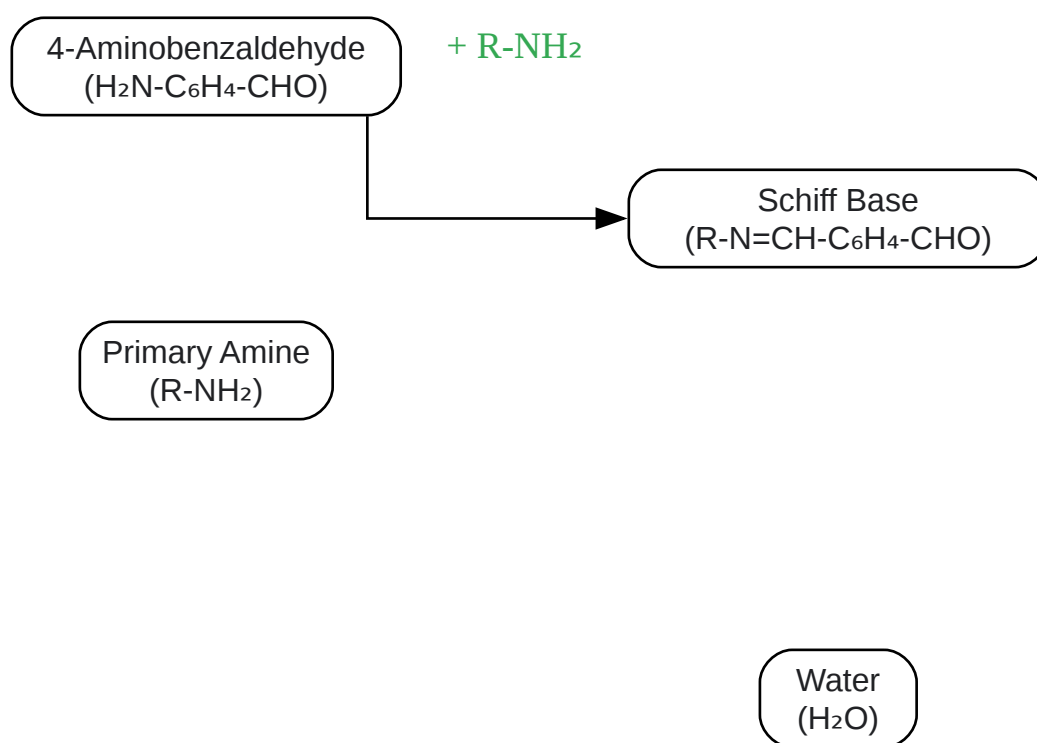 4-Aminobenzaldehyde
(H₂N-C₆H₄-CHO)
+ R-NH₂
Schiff Base
(R-N=CH-C₆H₄-CHO)
Primary Amine
(R-NH₂)
Water
(H₂O)